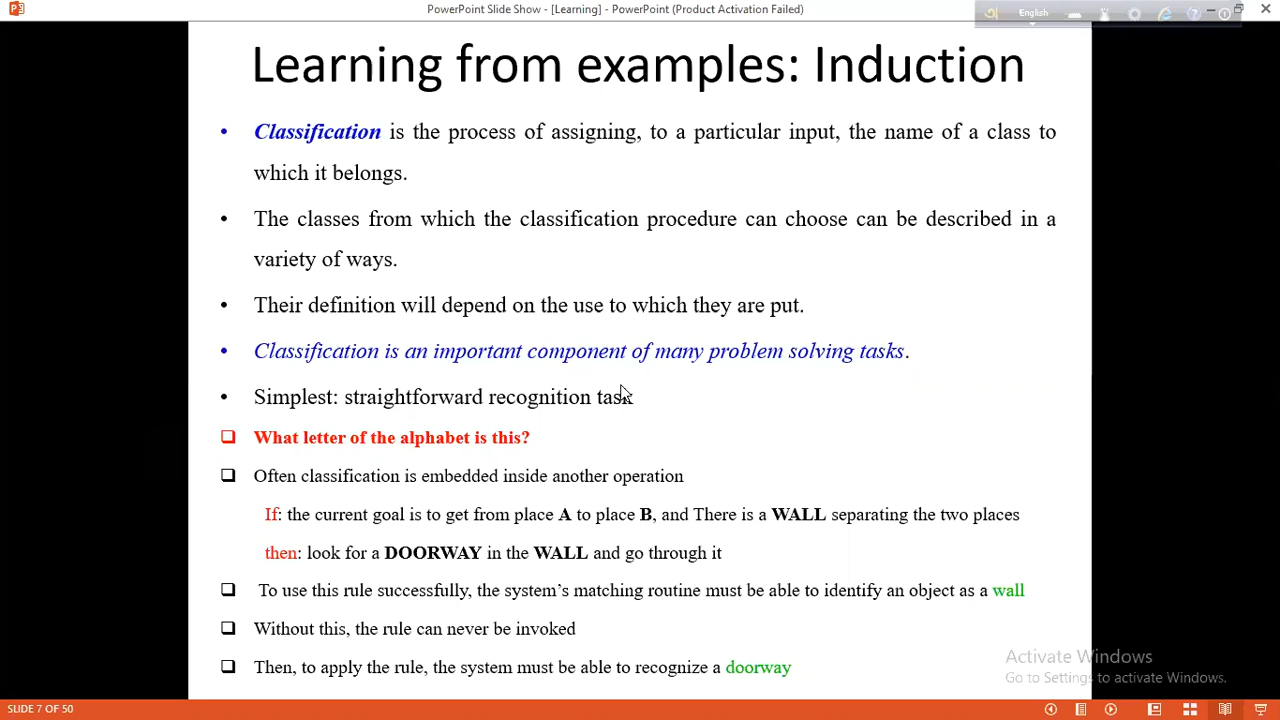 PowerPoint Slide Show - [Learning] - PowerPoint (Product Activation Failed)
English
Learning from examples: Induction
• Classification is the process of assigning, to a particular input, the name of a class to
which it belongs.
• The classes from which the classification procedure can choose can be described in a
variety of ways.
• Their definition will depend on the use to which they are put.
• Classification is an important component of many problem solving tasks.
• Simplest: straightforward recognition task
❑ What letter of the alphabet is this?
❑ Often classification is embedded inside another operation
If: the current goal is to get from place A to place B, and There is a WALL separating the two places
then: look for a DOORWAY in the WALL and go through it
❑ To use this rule successfully, the system’s matching routine must be able to identify an object as a wall
❑ Without this, the rule can never be invoked
❑ Then, to apply the rule, the system must be able to recognize a doorway
Activate Windows
Go to Settings to activate Windows.
SLIDE 7 OF 50